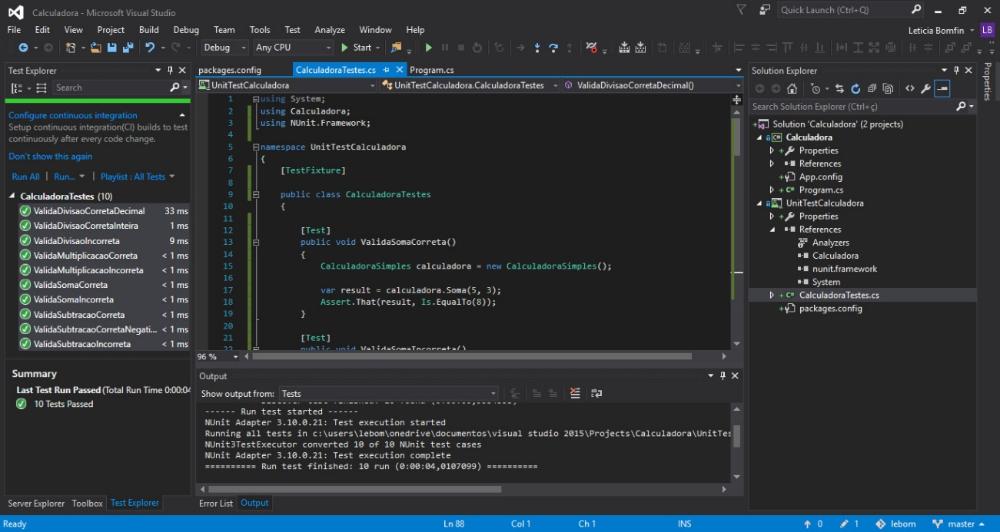 Calculadora - Microsoft Visual Studio
Quick Launch (Ctrl+Q)
File Edit View Project Build Debug Team Tools Test Analyze Window Help
Leticia Bomfin LB
Debug Any CPU Start
Test Explorer
Search
Configure continuous integration
Setup continuous integration(CI) builds to test
continuously after every code change.
Don't show this again
Run All | Run... | Playlist : All Tests
CalculadoraTestes (10)
ValidaDivisaoCorretaDecimal 33 ms
ValidaDivisaoCorretaInteira 1 ms
ValidaDivisaoIncorreta 9 ms
ValidaMultiplicacaoCorreta < 1 ms
ValidaMultiplicacaoIncorreta < 1 ms
ValidaSomaCorreta < 1 ms
ValidaSomaIncorreta < 1 ms
ValidaSubtracaoCorreta < 1 ms
ValidaSubtracaoCorretaNegati... < 1 ms
ValidaSubtracaoIncorreta < 1 ms
Summary
Last Test Run Passed (Total Run Time 0:00:04
10 Tests Passed
Server Explorer Toolbox Test Explorer
packages.config CalculadoraTestes.cs Program.cs
UnitTestCalculadora UnitTestCalculadora.CalculadoraTestes ValidaDivisaoCorretaDecimal()
1 using System;
2 using Calculadora;
3 using NUnit.Framework;
4
5 namespace UnitTestCalculadora
6 {
7 [TestFixture]
8
9 public class CalculadoraTestes
10 {
11
12 [Test]
13 public void ValidaSomaCorreta()
14 {
15 CalculadoraSimples calculadora = new CalculadoraSimples();
16
17 var result = calculadora.Soma(5, 3);
18 Assert.That(result, Is.EqualTo(8));
19 }
20
21 [Test]
22 public void ValidaSomaIncorreta()
96 %
Output
Show output from: Tests
------ Run test started ------
NUnit Adapter 3.10.0.21: Test execution started
Running all tests in c:\users\lebom\onedrive\documentos\visual studio 2015\Projects\Calculadora\UnitTes
NUnit3TestExecutor converted 10 of 10 NUnit test cases
NUnit Adapter 3.10.0.21: Test execution complete
========== Run test finished: 10 run (0:00:04,0107099) ==========
Error List Output
Solution Explorer
Search Solution Explorer (Ctrl+ç)
Solution 'Calculadora' (2 projects)
Calculadora
Properties
References
App.config
C# Program.cs
UnitTestCalculadora
Properties
References
Analyzers
Calculadora
nunit.framework
System
C# CalculadoraTestes.cs
packages.config
Properties
Ready Ln 88 Col 1 Ch 1 INS 0 1 lebom master